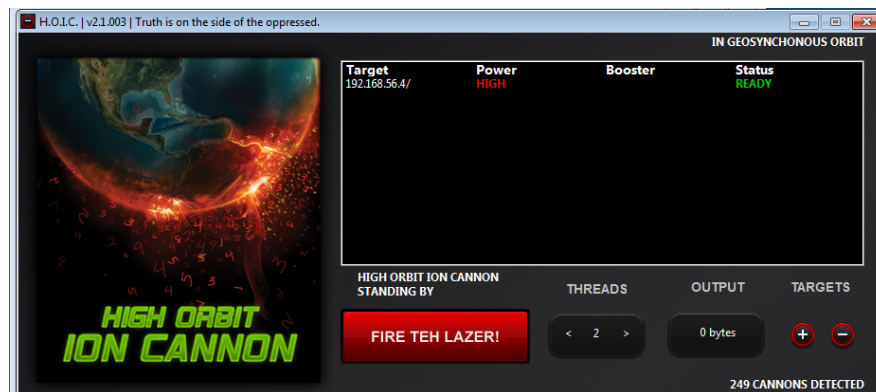 H.O.I.C. | v2.1.003 | Truth is on the side of the oppressed.
IN GEOSYNCHONOUS ORBIT
Target Power Booster Status
192.168.56.4/ HIGH READY
HIGH ORBIT
ION CANNON
HIGH ORBIT ION CANNON
STANDING BY
THREADS OUTPUT TARGETS
FIRE TEH LAZER! < 2 > 0 bytes + −
249 CANNONS DETECTED